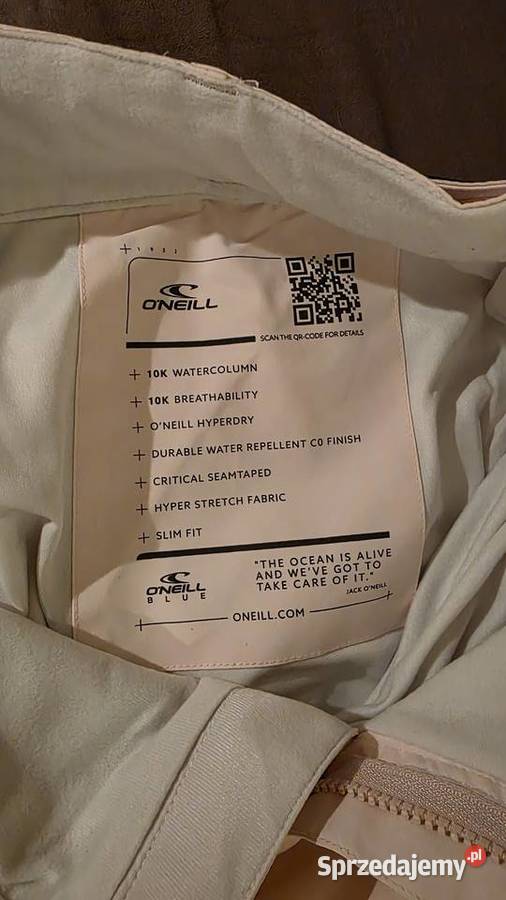 + 1952
O'NEILL
SCAN THE QR-CODE FOR DETAILS
+ 10K WATERCOLUMN
+ 10K BREATHABILITY
+ O'NEILL HYPERDRY
+ DURABLE WATER REPELLENT C0 FINISH
+ CRITICAL SEAMTAPED
+ HYPER STRETCH FABRIC
+ SLIM FIT
O'NEILL
BLUE
"THE OCEAN IS ALIVE
AND WE'VE GOT TO
TAKE CARE OF IT."
JACK O'NEILL
ONEILL.COM
Sprzedajemy.pl